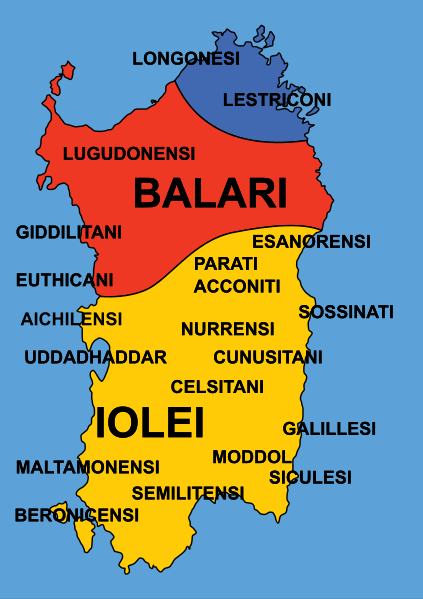 LONGONESI
LESTRICONI
LUGUDONENSI
BALARI
GIDDILITANI
ESANORENSI
PARATI
EUTHICANI
ACCONITI
SOSSINATI
AICHILENSI
NURRENSI
UDDADHADDAR
CUNUSITANI
CELSITANI
IOLEI
GALILLESI
MODDOL
MALTAMONENSI
SICULESI
SEMILITENSI
BERONICENSI